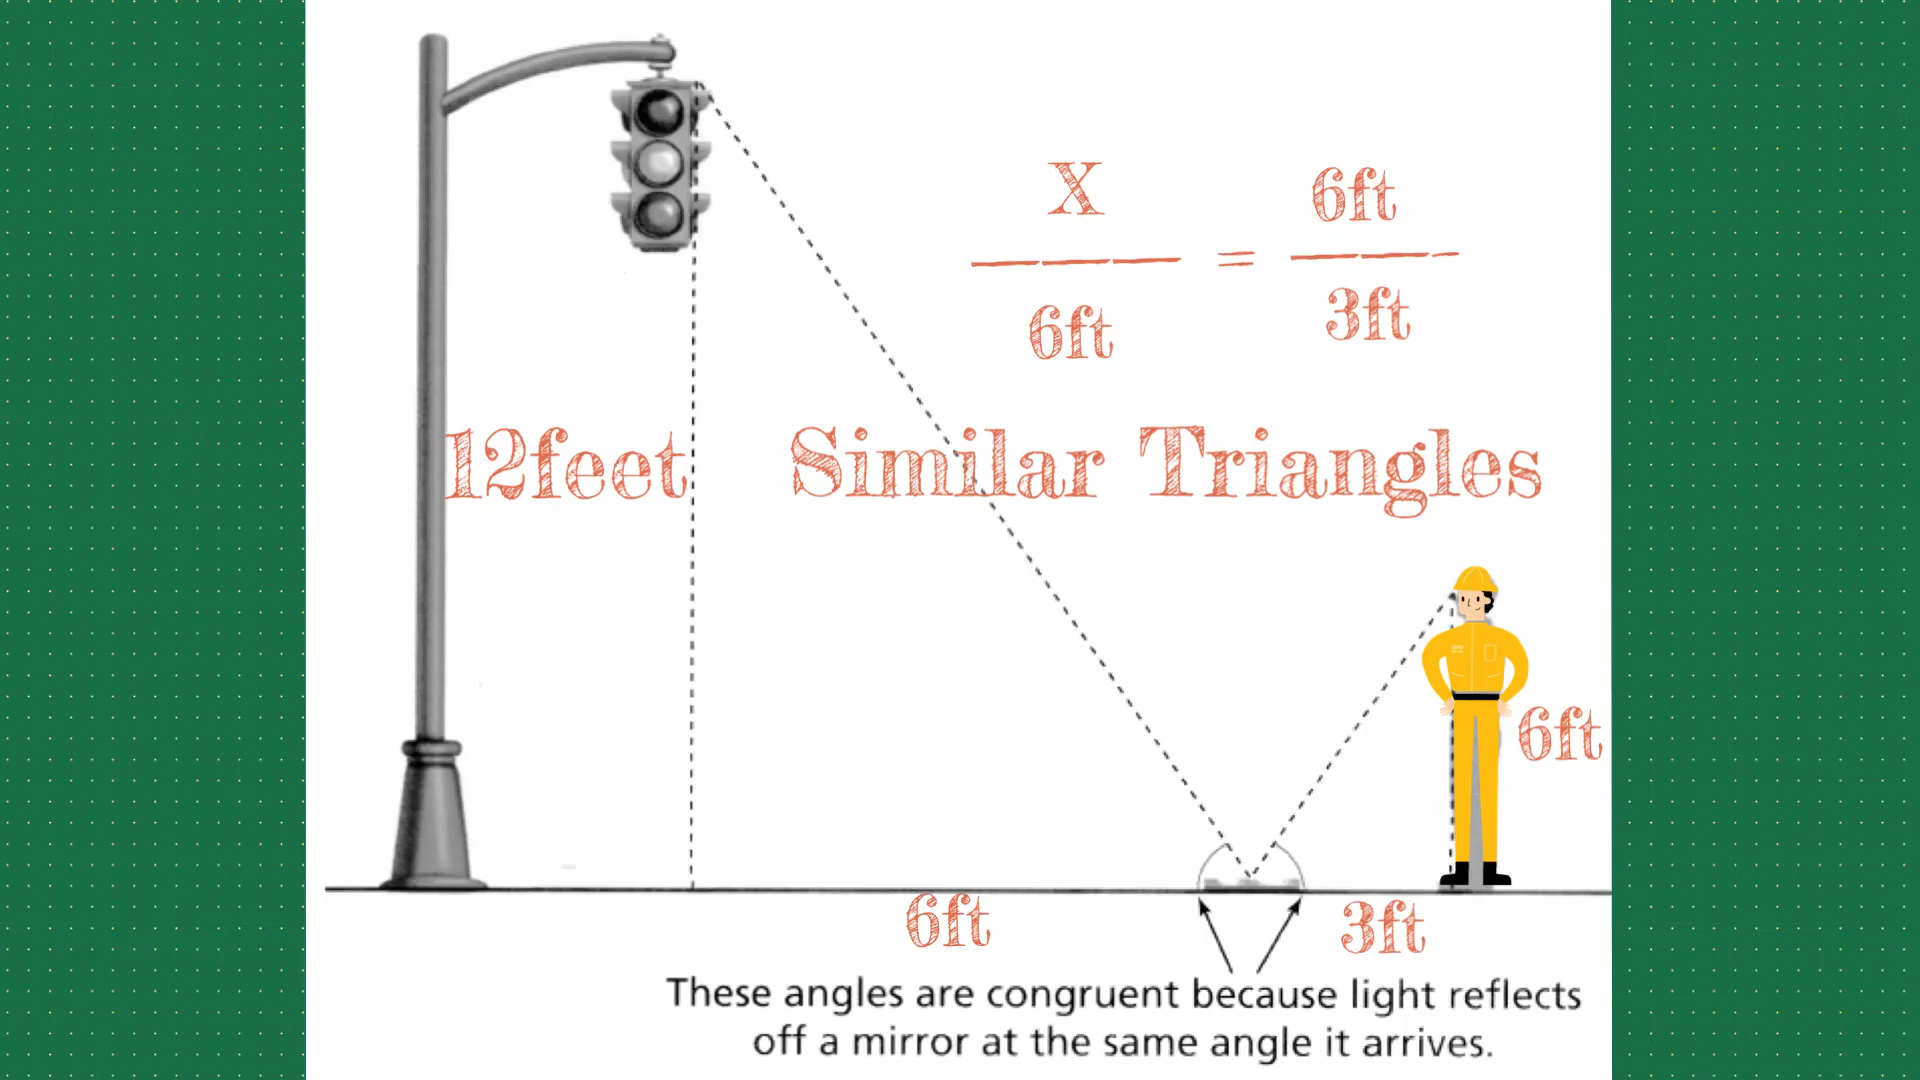 X
6ft
=
6ft
3ft
12feet
Similar Triangles
6ft
6ft
3ft
These angles are congruent because light reflects
off a mirror at the same angle it arrives.